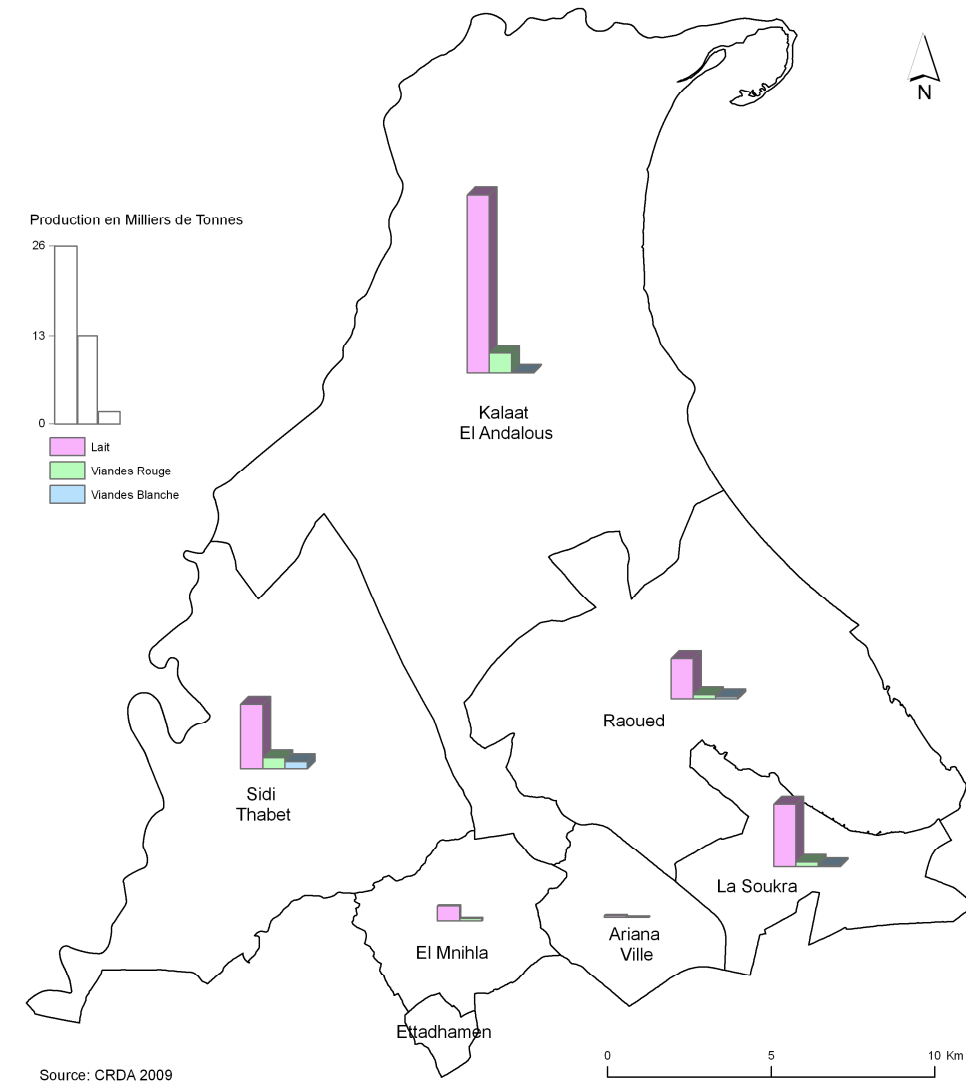 N
Production en Milliers de Tonnes
26
13
0
Lait
Viandes Rouge
Viandes Blanche
Kalaat
El Andalous
Raoued
Sidi
Thabet
La Soukra
El Mnihla
Ariana
Ville
Ettadhamen
0 5 10 Km
Source: CRDA 2009